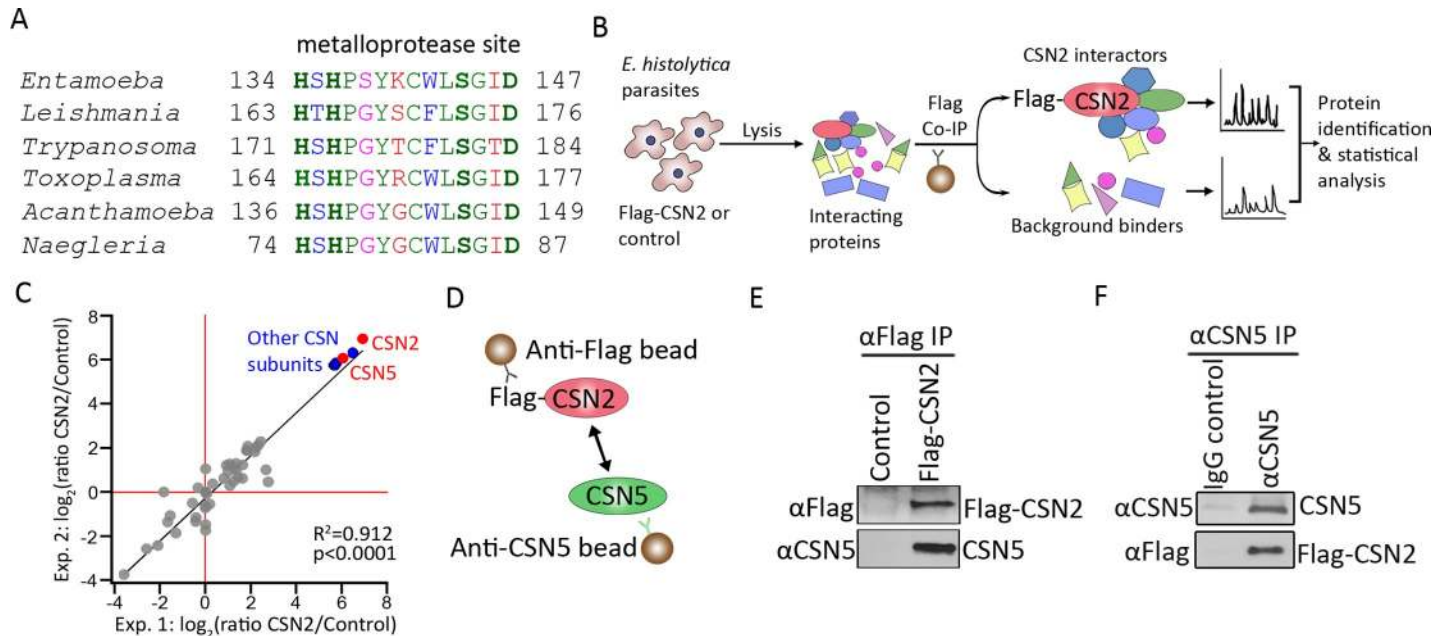 A
metalloprotease site
Entamoeba 134 HSHPSYKCWLSGID 147
Leishmania 163 HTHPGYSCFLSGID 176
Trypanosoma 171 HSHPGYTCFLSGTD 184
Toxoplasma 164 HSHPGYRCWLSGID 177
Acanthamoeba 136 HSHPGYGCWLSGID 149
Naegleria 74 HSHPGYGCWLSGID 87
B
E. histolytica
parasites
Flag-CSN2 or
control
Lysis
Interacting
proteins
Flag
Co-IP
CSN2 interactors
Flag-CSN2
Background binders
Protein
identification
& statistical
analysis
C
Exp. 2: log2(ratio CSN2/Control)
8
6
4
2
0
-2
-4
Other CSN
subunits
CSN2
CSN5
R²=0.912
p<0.0001
-4 -2 0 2 4 6 8
Exp. 1: log2(ratio CSN2/Control)
D
Anti-Flag bead
Flag-CSN2
CSN5
Anti-CSN5 bead
E
αFlag IP
Control
Flag-CSN2
αFlag Flag-CSN2
αCSN5 CSN5
F
αCSN5 IP
IgG control
αCSN5
αCSN5 CSN5
αFlag Flag-CSN2